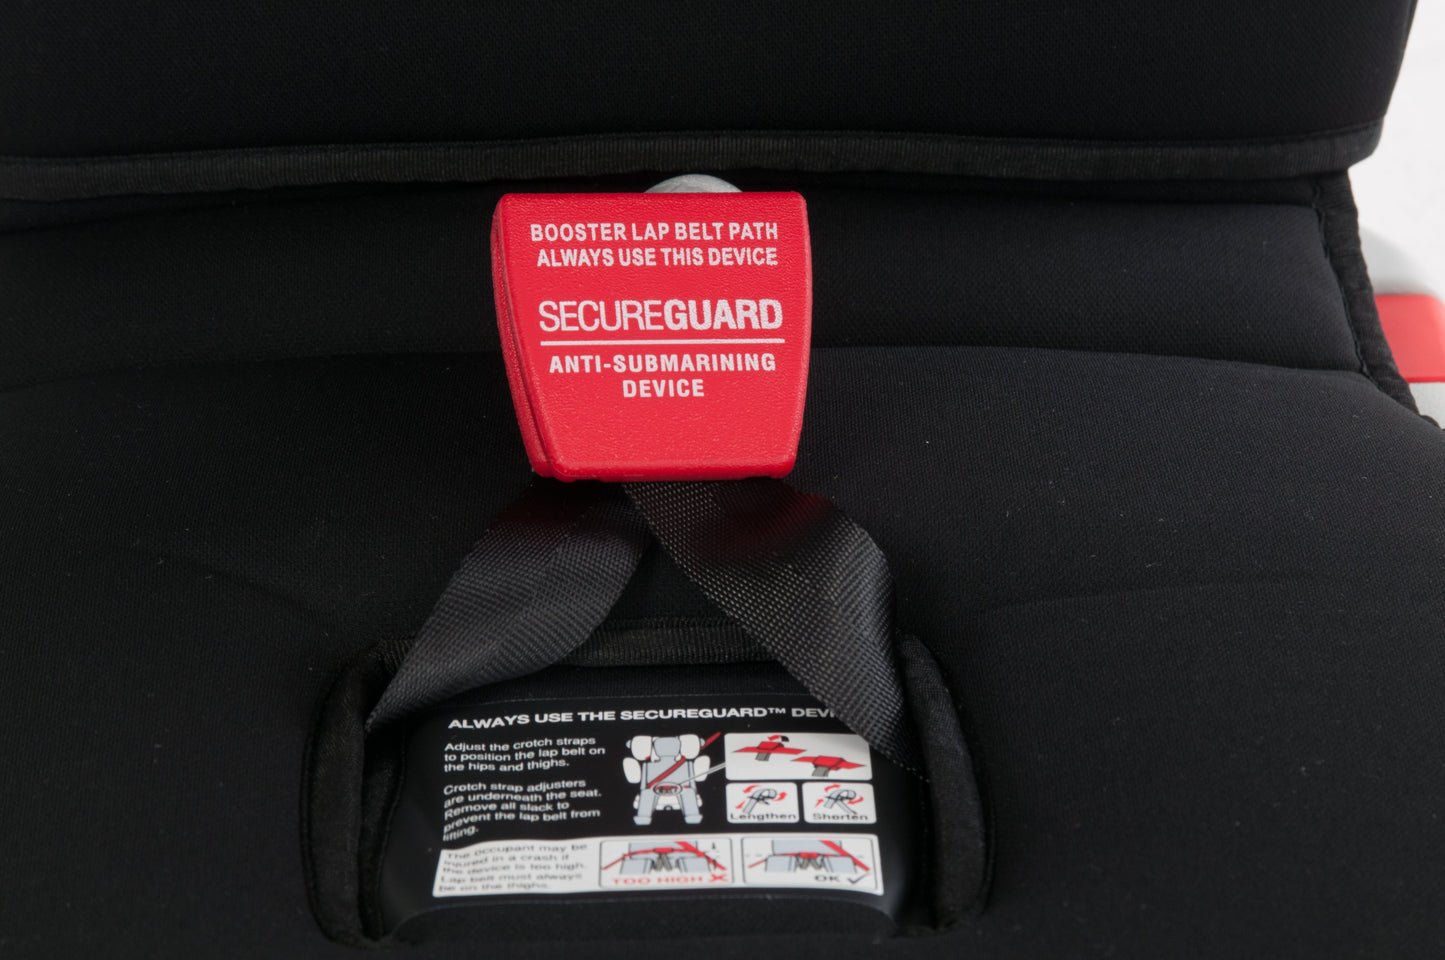 BOOSTER LAP BELT PATH
ALWAYS USE THIS DEVICE
SECUREGUARD
ANTI-SUBMARINING
DEVICE
ALWAYS USE THE SECUREGUARD™
Adjust the crotch straps
to position the lap belt on
the hips and thighs.
Crotch strap adjusters
are underneath the seat.
Remove all slack to
prevent the lap belt from
lifting.
Lengthen
Shorten
The occupant may be
injured in a crash if
the device is too high.
Lap belt must always
be on the thighs.
TOO HIGH
OK